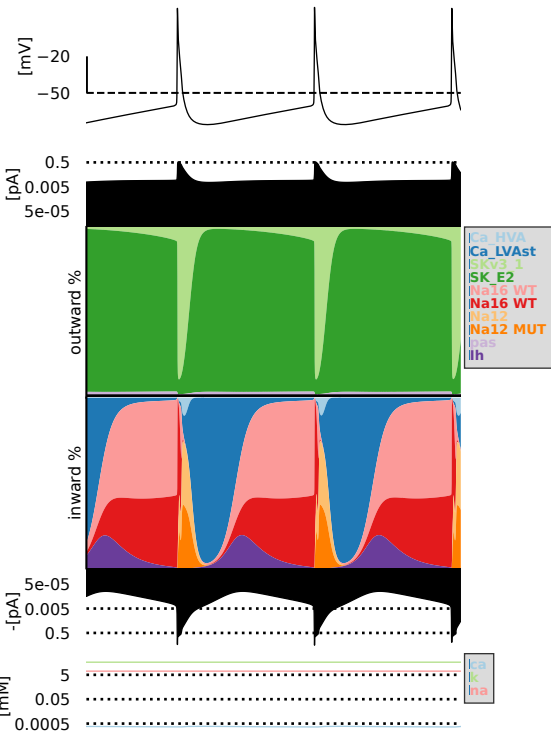 [mV]
−20
−50
[pA]
0.5
0.005
5e-05
outward %
Ca_HVA
Ca_LVAst
SKv3_1
SK_E2
Na16 WT
Na16 WT
Na12
Na12 MUT
pas
Ih
inward %
-[pA]
5e-05
0.005
0.5
[mM]
5
0.05
0.0005
ca
k
na